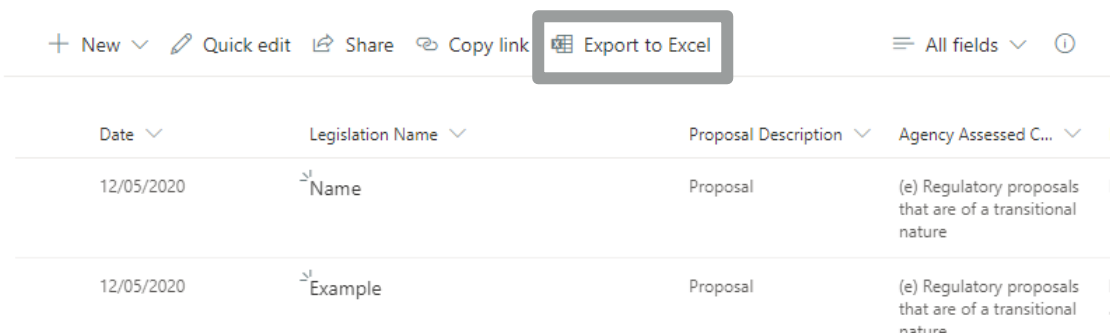 New Quick edit Share Copy link Export to Excel All fields
Date Legislation Name Proposal Description Agency Assessed C...
12/05/2020 Name Proposal (e) Regulatory proposals
that are of a transitional
nature
12/05/2020 Example Proposal (e) Regulatory proposals
that are of a transitional
nature